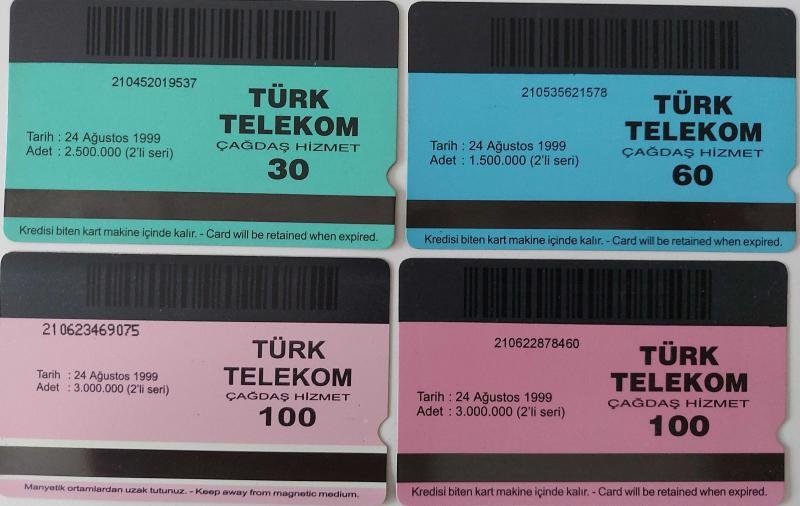 210452019537
TÜRK
TELEKOM
Tarih : 24 Ağustos 1999
ÇAĞDAŞ HİZMET
Adet : 2.500.000 (2'li seri)
30
Kredisi biten kart makine içinde kalır. - Card will be retained when expired.
210535621578
TÜRK
TELEKOM
Tarih : 24 Ağustos 1999
ÇAĞDAŞ HİZMET
Adet : 1.500.000 (2'li seri)
60
Kredisi biten kart makine içinde kalır. - Card will be retained when expired.
210623469075
TÜRK
TELEKOM
Tarih : 24 Ağustos 1999
Adet : 3.000.000 (2'li seri)
ÇAĞDAŞ HİZMET
100
Manyetik ortamlardan uzak tutunuz. - Keep away from magnetic medium.
210622878460
TÜRK
TELEKOM
Tarih : 24 Ağustos 1999
ÇAĞDAŞ HİZMET
Adet : 3.000.000 (2'li seri)
100
Kredisi biten kart makine içinde kalır. - Card will be retained when expired.